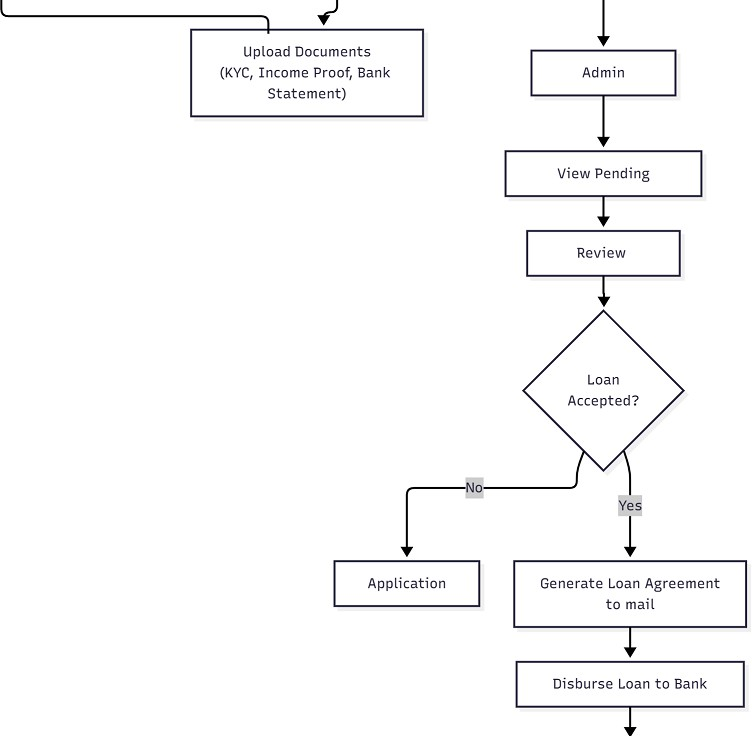 Upload Documents
(KYC, Income Proof, Bank
Statement)
Admin
View Pending
Review
Loan
Accepted?
No
Yes
Application
Generate Loan Agreement
to mail
Disburse Loan to Bank